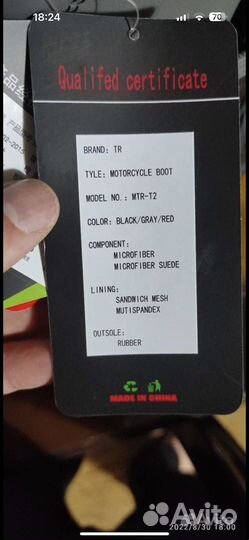 18:24
70
Qualifed certificate
BRAND: TR
TYLE: MOTORCYCLE BOOT
MODEL NO.: MTR-T2
COLOR: BLACK/GRAY/RED
COMPONENT:
MICROFIBER
MICROFIBER SUEDE
LINING:
SANDWICH MESH
MUTISPANDEX
OUTSOLE:
RUBBER
MADE IN CHINA
Avito
2022/8/30 18:00